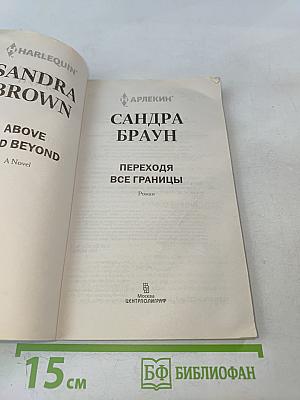 HARLEQUIN®
SANDRA
BROWN
ABOVE
D BEYOND
A Novel
АРЛЕКИН®
САНДРА
БРАУН
ПЕРЕХОДЯ
ВСЕ ГРАНИЦЫ
Роман
Москва
ЦЕНТРПОЛИГРАФ
15 см
БФ БИБЛИОФАН